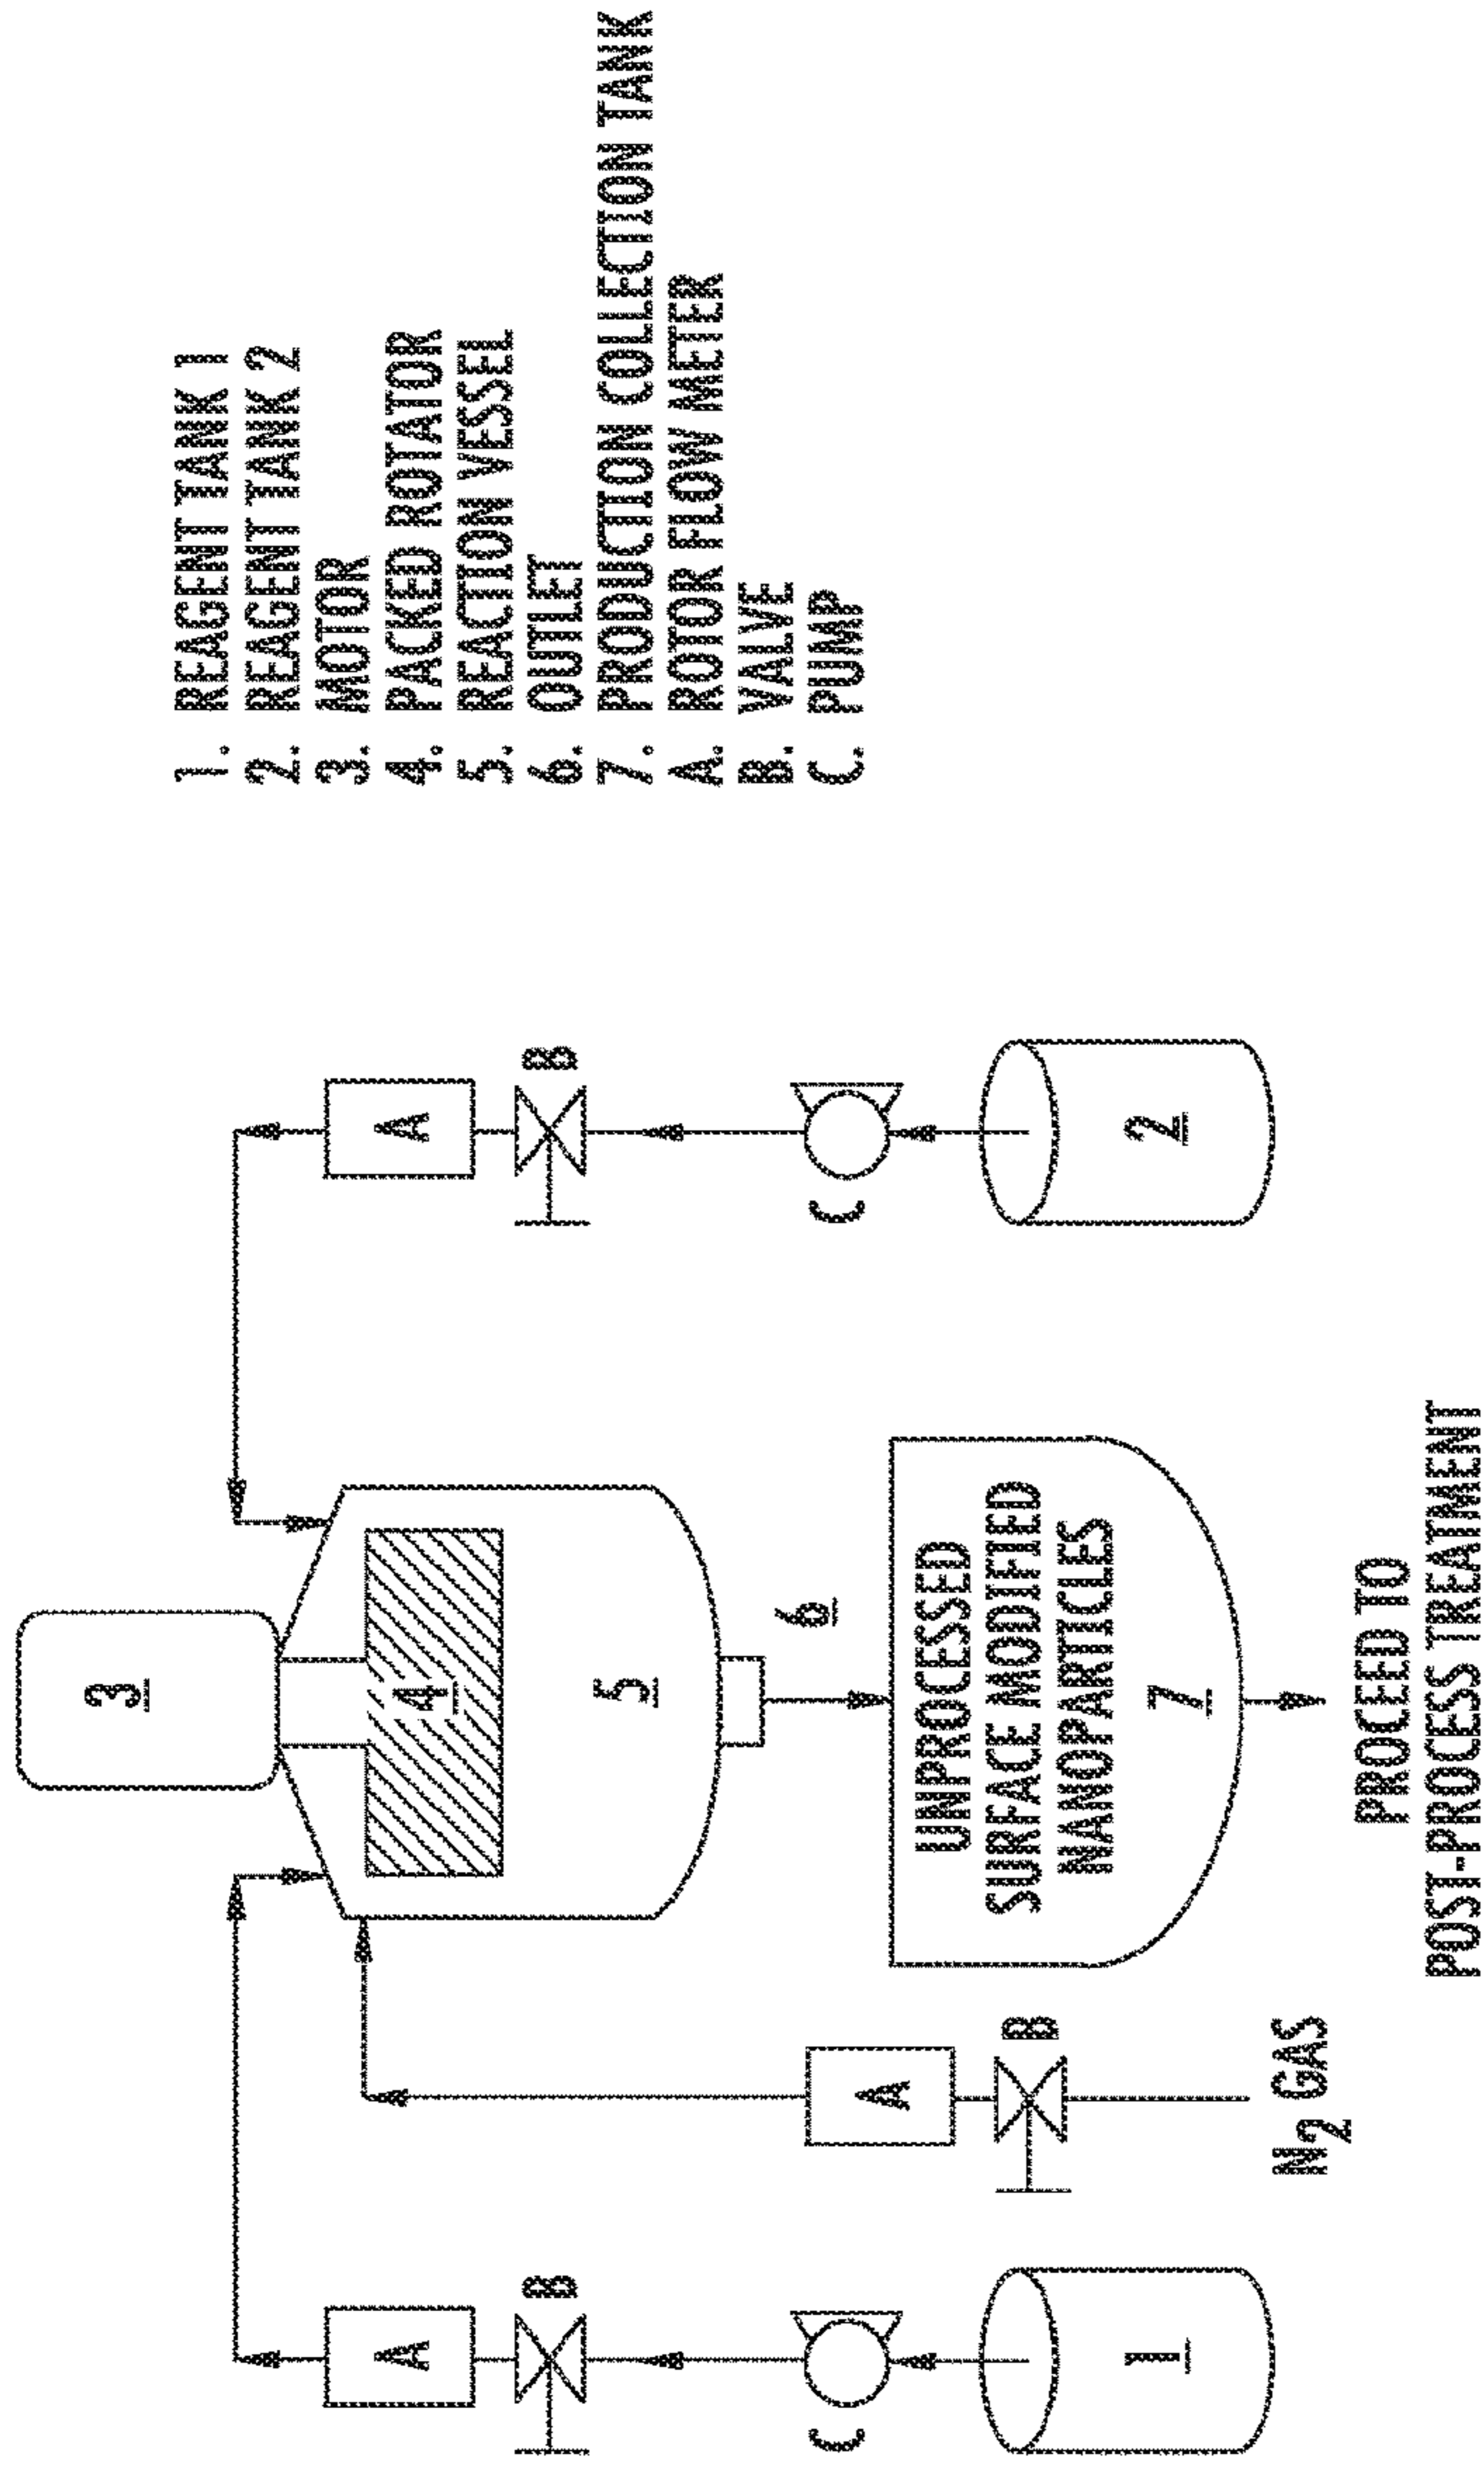 3
A
B
C
1
A
B
N2 GAS
4
5
6
UNPROCESSED
SURFACE MODIFIED
NANOPARTICLES
7
PROCEED TO
POST-PROCESS TREATMENT
A
B
C
2
1. REAGENT TANK 1
2. REAGENT TANK 2
3. MOTOR
4. PACKED ROTATOR
5. REACTION VESSEL
6. OUTLET
7. PRODUCTION COLLECTION TANK
A. ROTOR FLOW METER
B. VALVE
C. PUMP